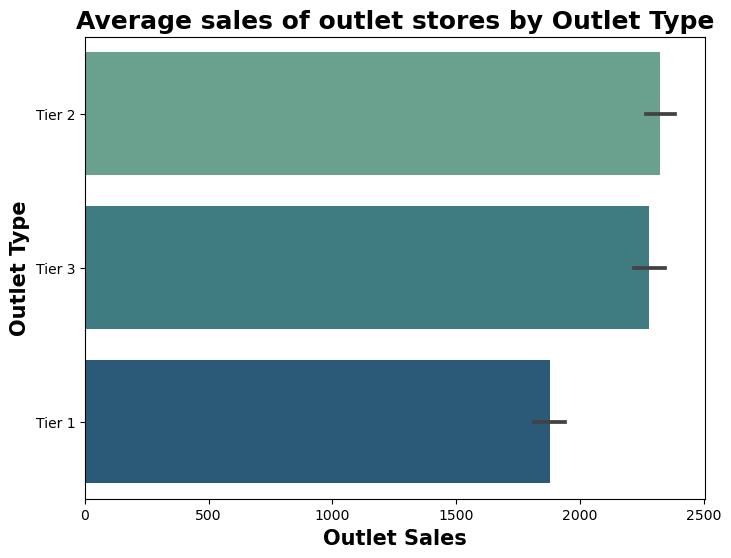 Average sales of outlet stores by Outlet Type
Outlet Type
Tier 2
Tier 3
Tier 1
0 500 1000 1500 2000 2500
Outlet Sales